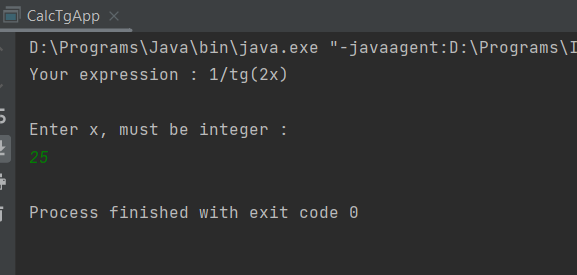 CalcTgApp
D:\Programs\Java\bin\java.exe "-javaagent:D:\Programs\I
Your expression : 1/tg(2x)
Enter x, must be integer :
25
Process finished with exit code 0